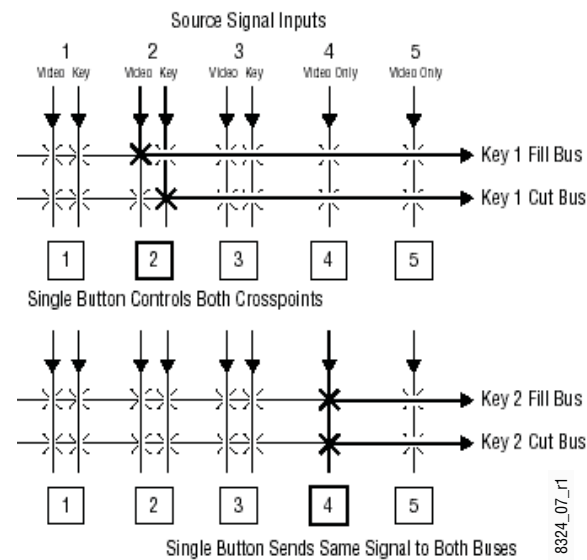 Source Signal Inputs
1 2 3 4 5
Video Key Video Key Video Key Video Only Video Only
Key 1 Fill Bus
Key 1 Cut Bus
1 2 3 4 5
Single Button Controls Both Crosspoints
Key 2 Fill Bus
Key 2 Cut Bus
1 2 3 4 5
Single Button Sends Same Signal to Both Buses
8324_07_r1